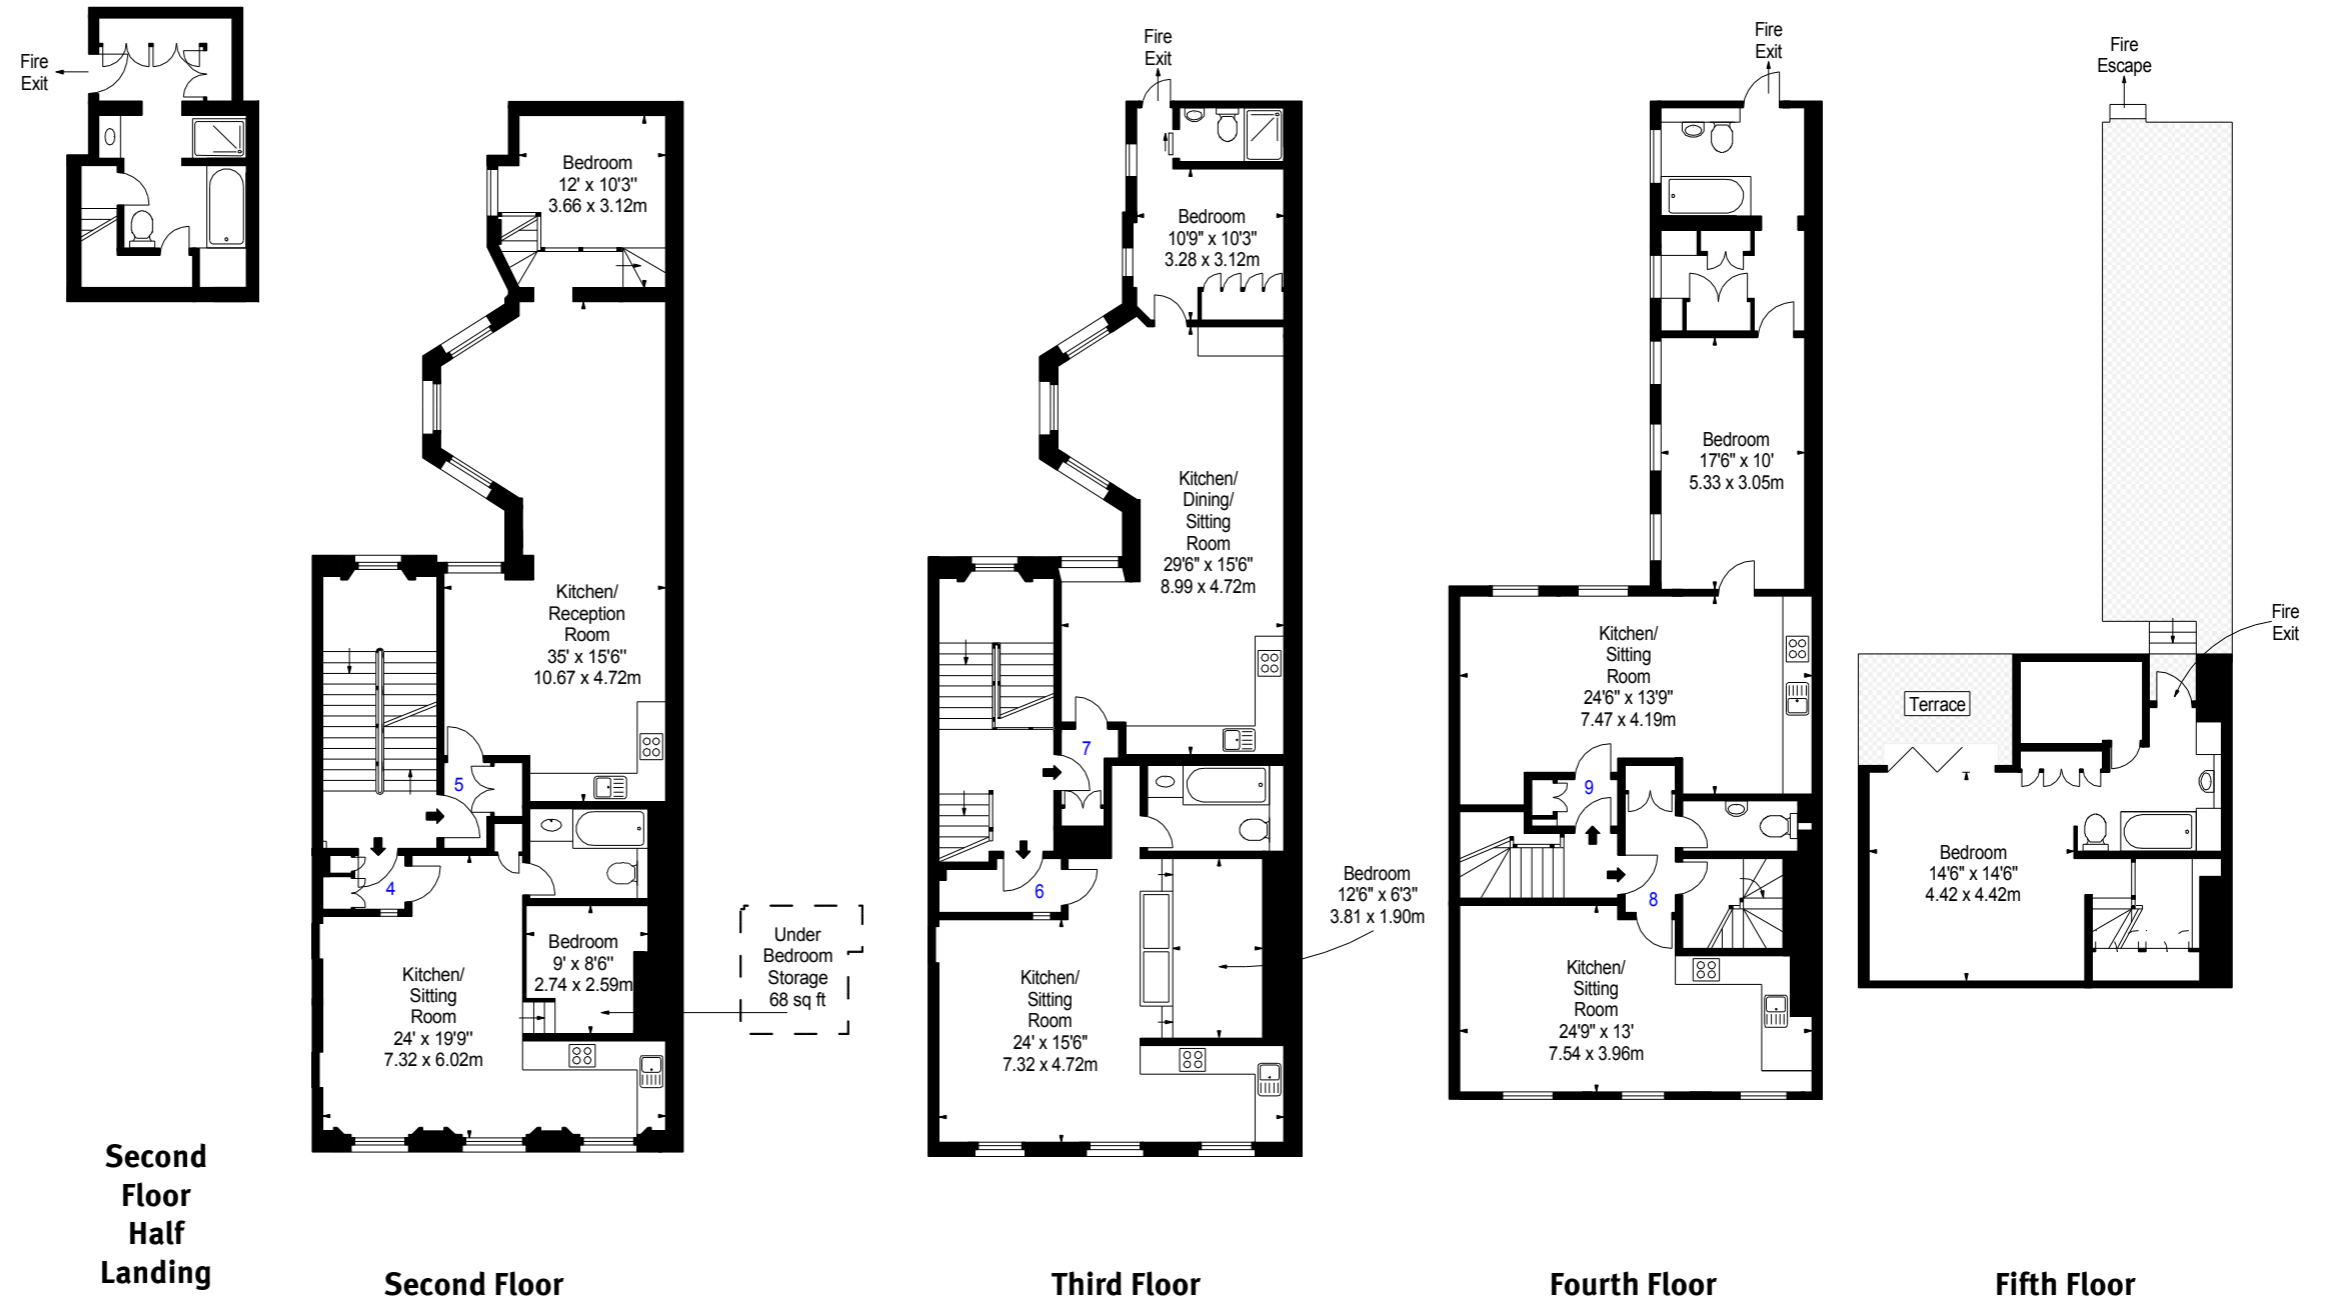 Fire
Exit
Bedroom
12' x 10'3"
3.66 x 3.12m
Kitchen/
Reception
Room
35' x 15'6"
10.67 x 4.72m
5
4
Bedroom
9' x 8'6"
2.74 x 2.59m
Kitchen/
Sitting
Room
24' x 19'9"
7.32 x 6.02m
Under
Bedroom
Storage
68 sq ft
Fire
Exit
Bedroom
10'9" x 10'3"
3.28 x 3.12m
Kitchen/
Dining/
Sitting
Room
29'6" x 15'6"
8.99 x 4.72m
7
6
Bedroom
12'6" x 6'3"
3.81 x 1.90m
Kitchen/
Sitting
Room
24' x 15'6"
7.32 x 4.72m
Fire
Exit
Bedroom
17'6" x 10'
5.33 x 3.05m
Kitchen/
Sitting
Room
24'6" x 13'9"
7.47 x 4.19m
9
8
Kitchen/
Sitting
Room
24'9" x 13'
7.54 x 3.96m
Fire
Escape
Fire
Exit
Terrace
Bedroom
14'6" x 14'6"
4.42 x 4.42m
Second
Floor
Half
Landing
Second Floor
Third Floor
Fourth Floor
Fifth Floor